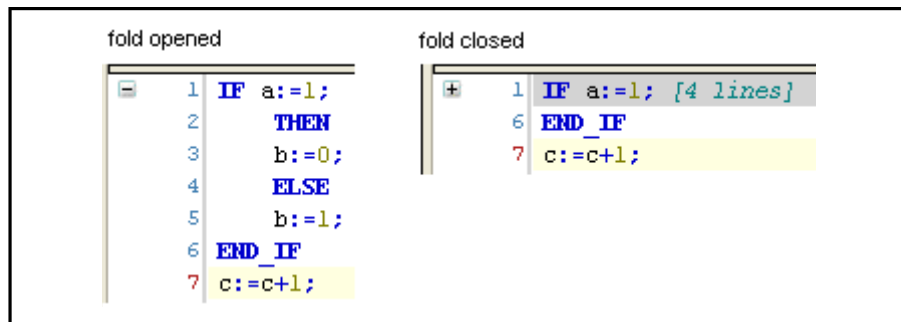 fold opened
1 IF a:=1;
2 THEN
3 b:=0;
4 ELSE
5 b:=1;
6 END_IF
7 c:=c+1;
fold closed
1 IF a:=1; [4 lines]
6 END_IF
7 c:=c+1;